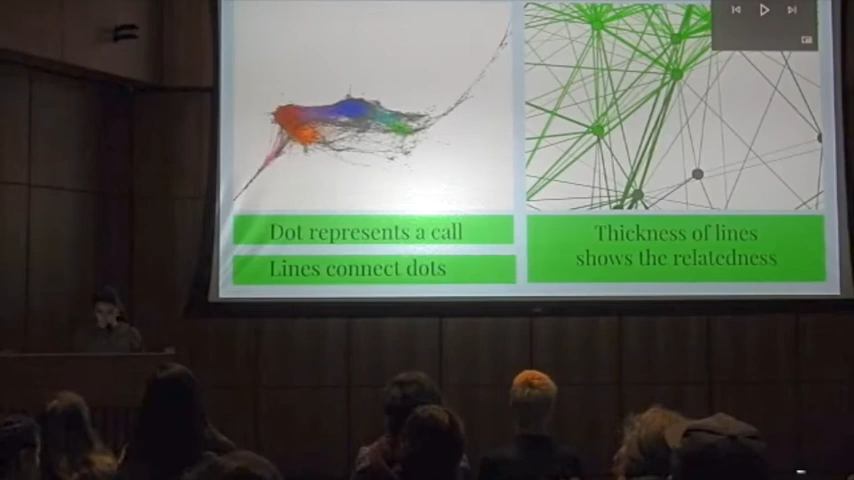 Dot represents a call
Lines connect dots
Thickness of lines
shows the relatedness